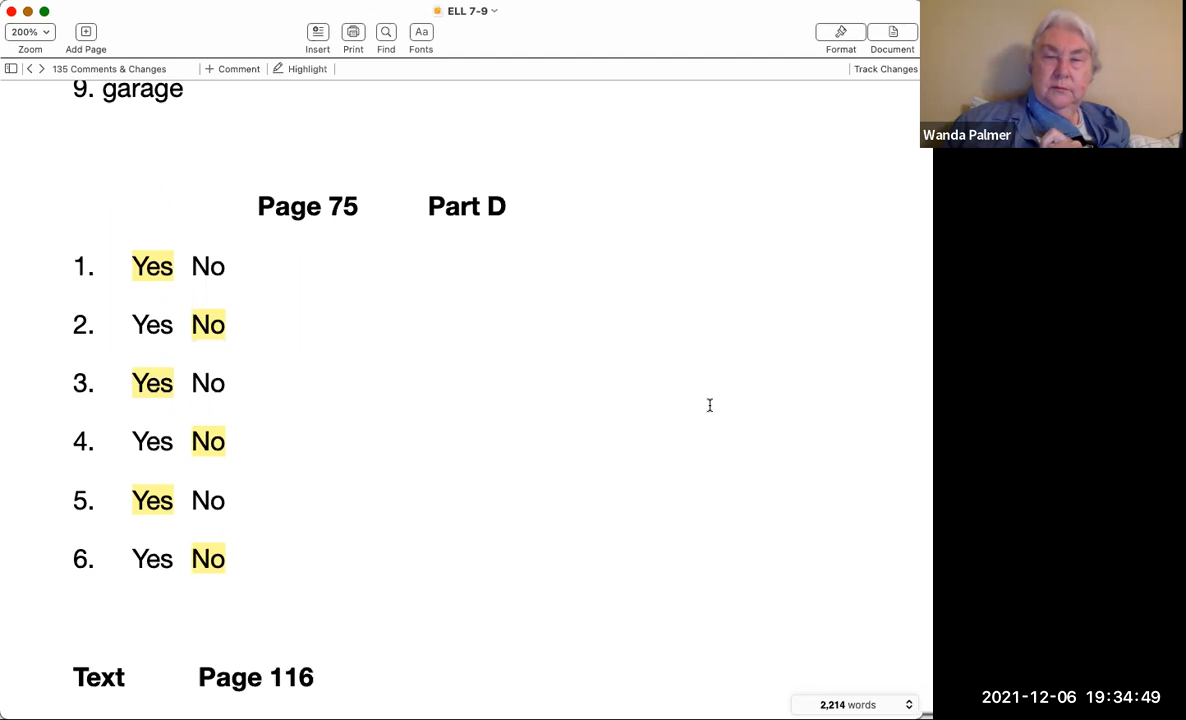 ELL 7-9
200%
Zoom Add Page Insert Print Find Fonts Format Document
Aa
135 Comments & Changes + Comment Highlight Track Changes
9. garage
Page 75 Part D
1. Yes No
2. Yes No
3. Yes No
4. Yes No
5. Yes No
6. Yes No
Text Page 116
2,214 words
Wanda Palmer
2021-12-06 19:34:49